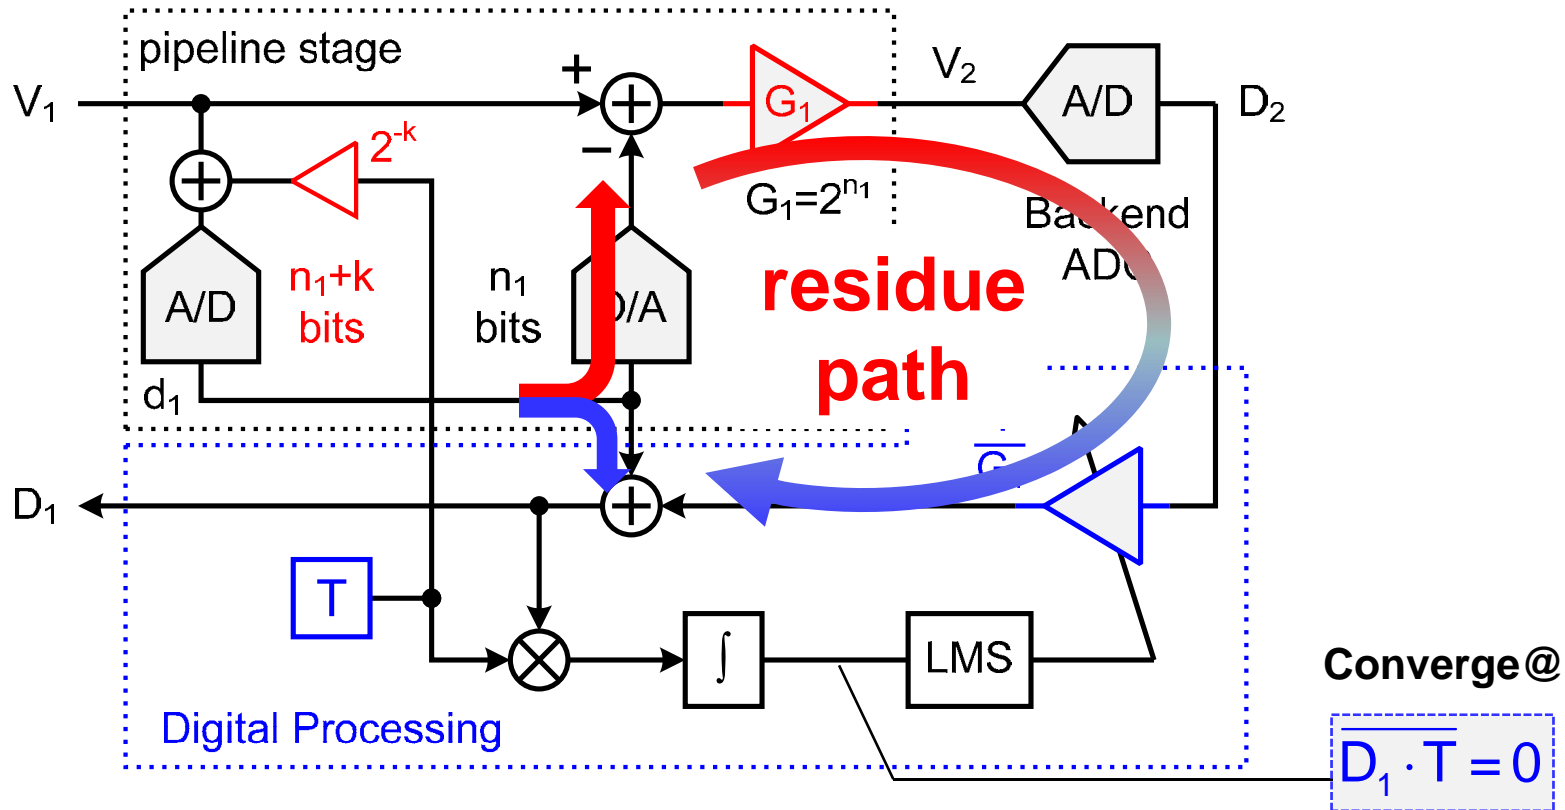 pipeline stage
V₁
+
+
−
G₁
V₂
A/D
D₂
2⁻ᵏ
+
G₁=2ⁿ¹
Backend
ADC
A/D
n₁+k
bits
n₁
bits
D/A
residue
path
d₁
G₁
D₁
+
T
∫
LMS
Converge@
Digital Processing
D₁ · T = 0